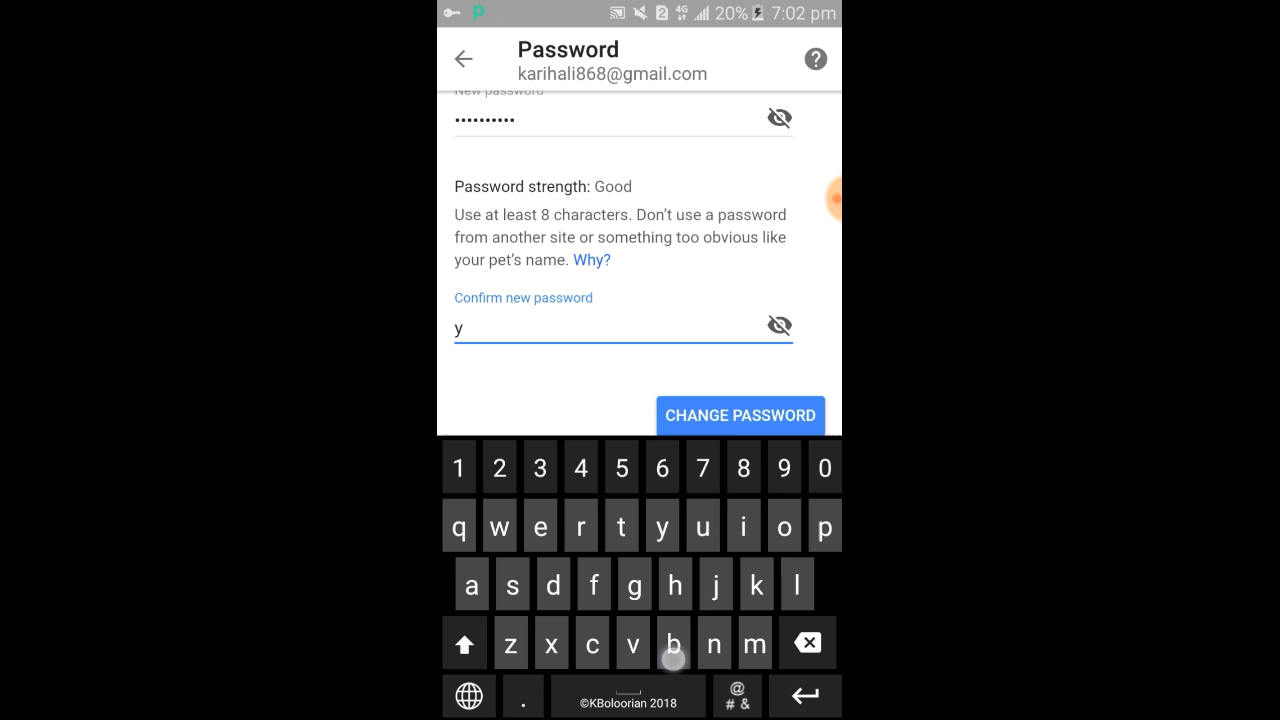 4G 20% 7:02 pm
Password
karihali868@gmail.com
New password
••••••••••
Password strength: Good
Use at least 8 characters. Don't use a password
from another site or something too obvious like
your pet's name. Why?
Confirm new password
y
CHANGE PASSWORD
1 2 3 4 5 6 7 8 9 0
q w e r t y u i o p
a s d f g h j k l
z x c v b n m
. ©KBoloorian 2018 @ # &